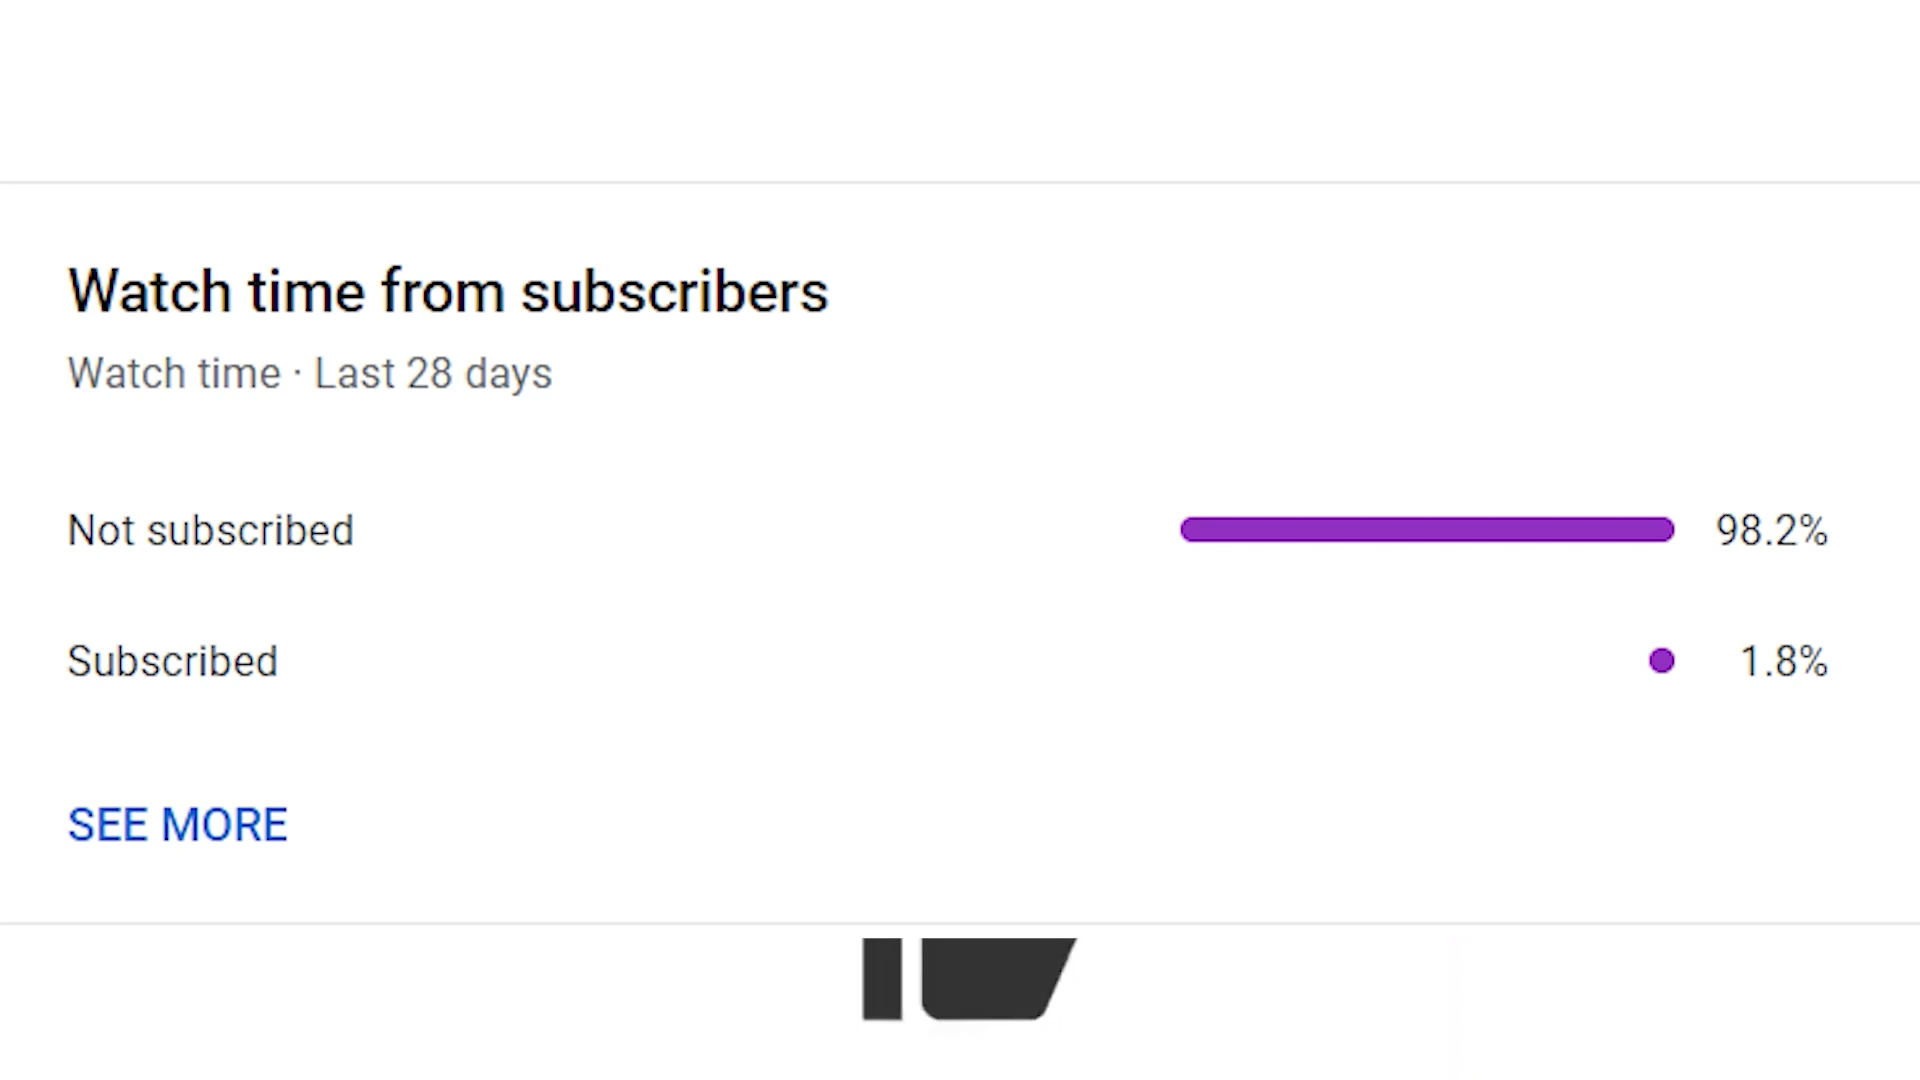 Watch time from subscribers
Watch time · Last 28 days
Not subscribed 98.2%
Subscribed 1.8%
SEE MORE